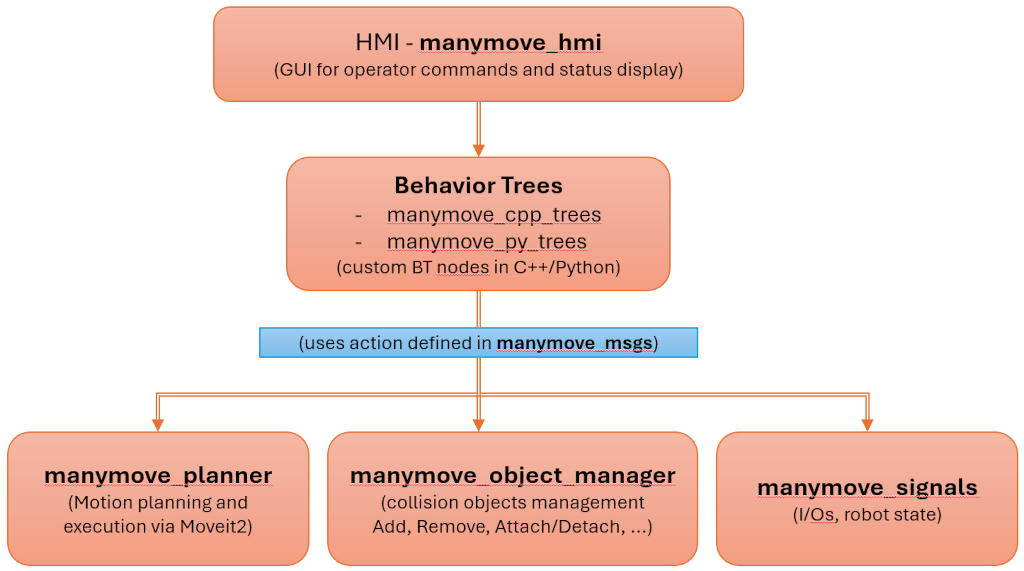 HMI - manymove_hmi
(GUI for operator commands and status display)
Behavior Trees
- manymove_cpp_trees
- manymove_py_trees
(custom BT nodes in C++/Python)
(uses action defined in manymove_msgs)
manymove_planner
(Motion planning and
execution via Moveit2)
manymove_object_manager
(collision objects management
Add, Remove, Attach/Detach, ...)
manymove_signals
(I/Os, robot state)